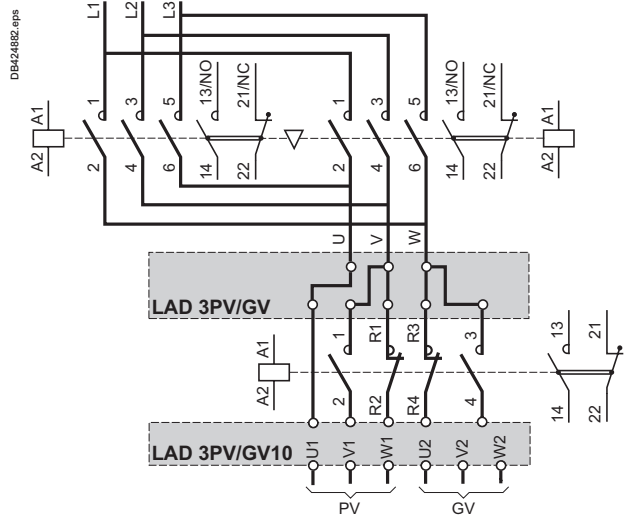 DB424882.eps
L1 L2 L3
A1 1 3 5 13/NO 21/NC 1 3 5 13/NO 21/NC A1
A2 2 4 6 14 22 2 4 6 14 22 A2
U V W
LAD 3PV/GV
A1 1 R1 R3 3 13 21
A2 2 R2 R4 4 14 22
LAD 3PV/GV10 U1 V1 W1 U2 V2 W2
PV GV